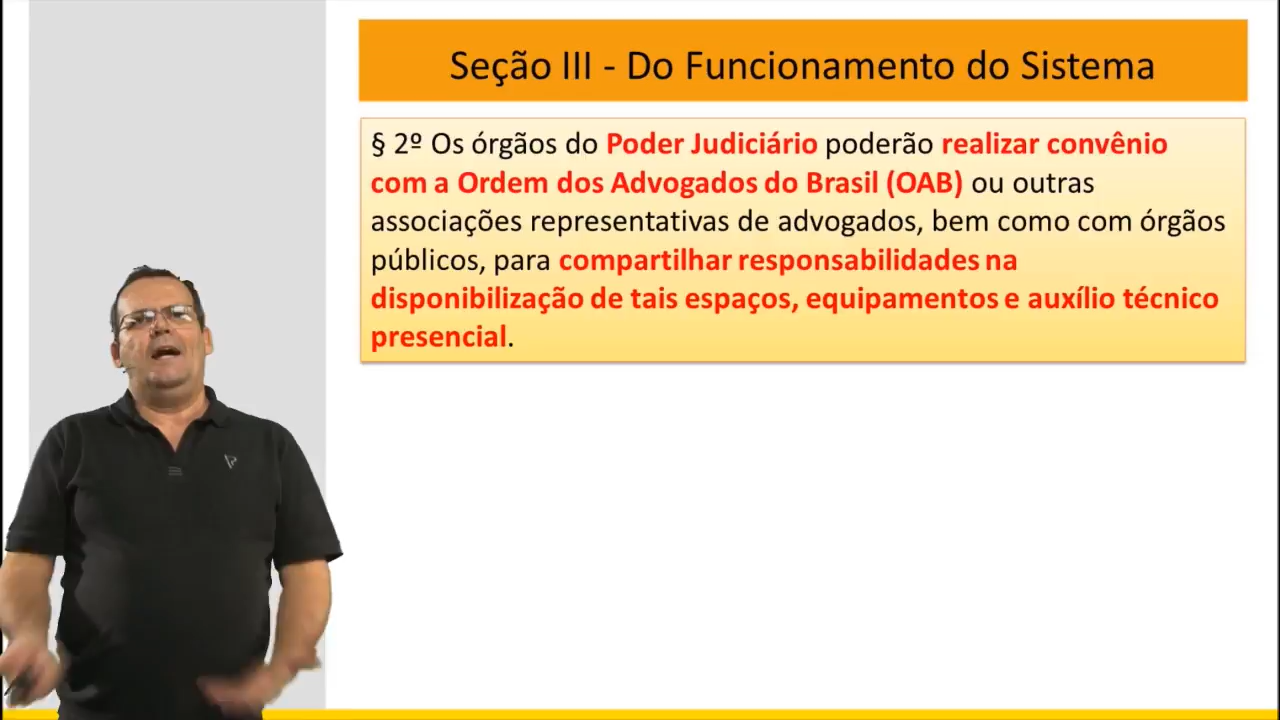 Seção III - Do Funcionamento do Sistema
§ 2º Os órgãos do Poder Judiciário poderão realizar convênio
com a Ordem dos Advogados do Brasil (OAB) ou outras
associações representativas de advogados, bem como com órgãos
públicos, para compartilhar responsabilidades na
disponibilização de tais espaços, equipamentos e auxílio técnico
presencial.